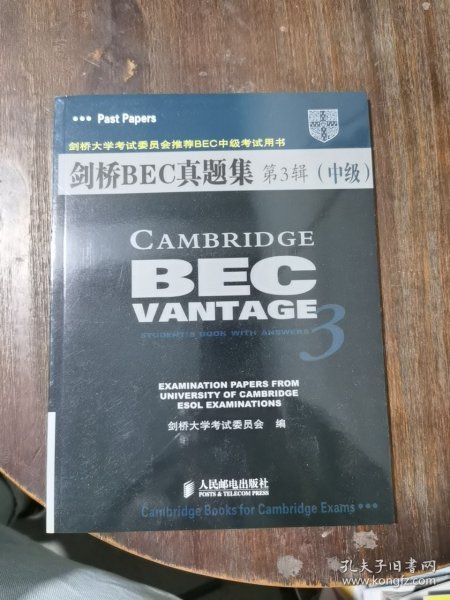 ••• Past Papers
剑桥大学考试委员会推荐BEC中级考试用书
剑桥BEC真题集 第3辑（中级）
CAMBRIDGE
BEC
VANTAGE 3
STUDENT'S BOOK WITH ANSWERS
EXAMINATION PAPERS FROM
UNIVERSITY OF CAMBRIDGE
ESOL EXAMINATIONS
剑桥大学考试委员会 编
人民邮电出版社
POSTS & TELECOM PRESS
Cambridge Books for Cambridge Exams •••
孔夫子旧书网
www.kongfz.com